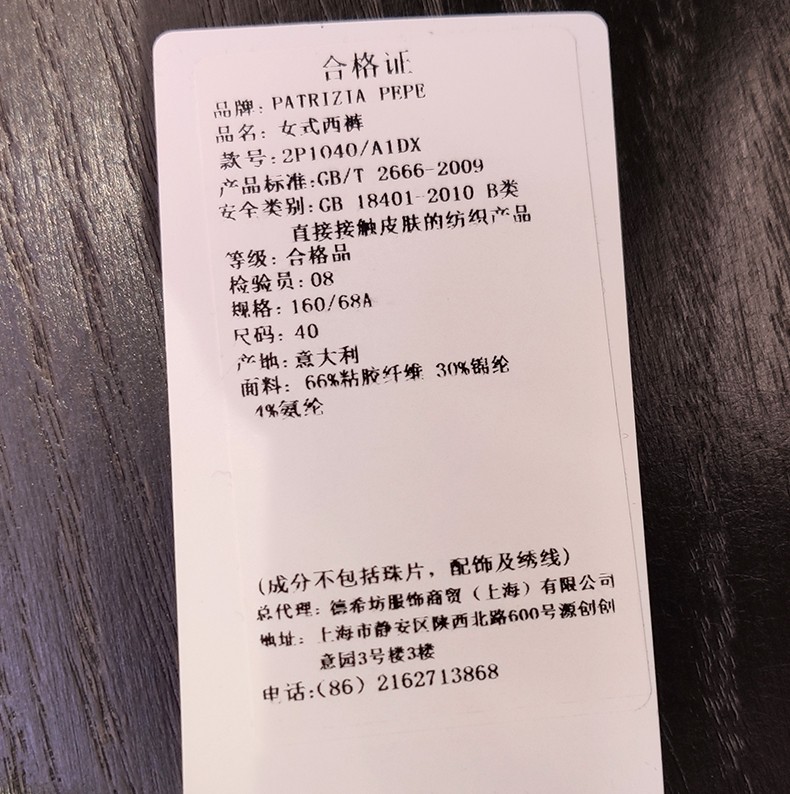 合格证
品牌: PATRIZIA PEPE
品名: 女式西裤
款号: 2P1040/A1DX
产品标准:GB/T 2666-2009
安全类别:GB 18401-2010 B类
直接接触皮肤的纺织产品
等级: 合格品
检验员: 08
规格: 160/68A
尺码: 40
产地: 意大利
面料: 66%粘胶纤维 30%锦纶
4%氨纶
(成分不包括珠片，配饰及绣线)
总代理: 德希坊服饰商贸（上海）有限公司
地址: 上海市静安区陕西北路600号源创创
意园3号楼3楼
电话:(86) 2162713868